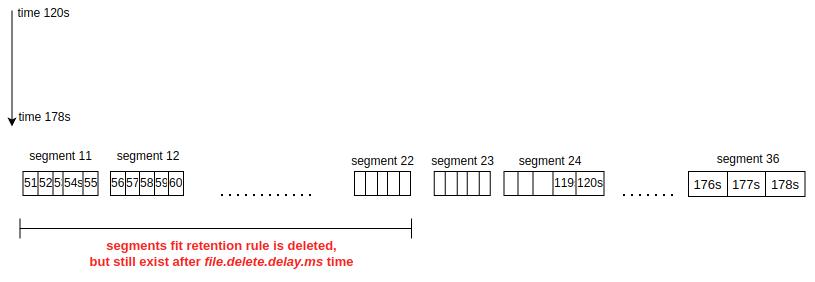 time 120s
time 178s
segment 11 segment 12 segment 22 segment 23 segment 24 segment 36
51 52 5 54s 55 56 57 58 59 60 119 120s 176s 177s 178s
segments fit retention rule is deleted,
but still exist after file.delete.delay.ms time